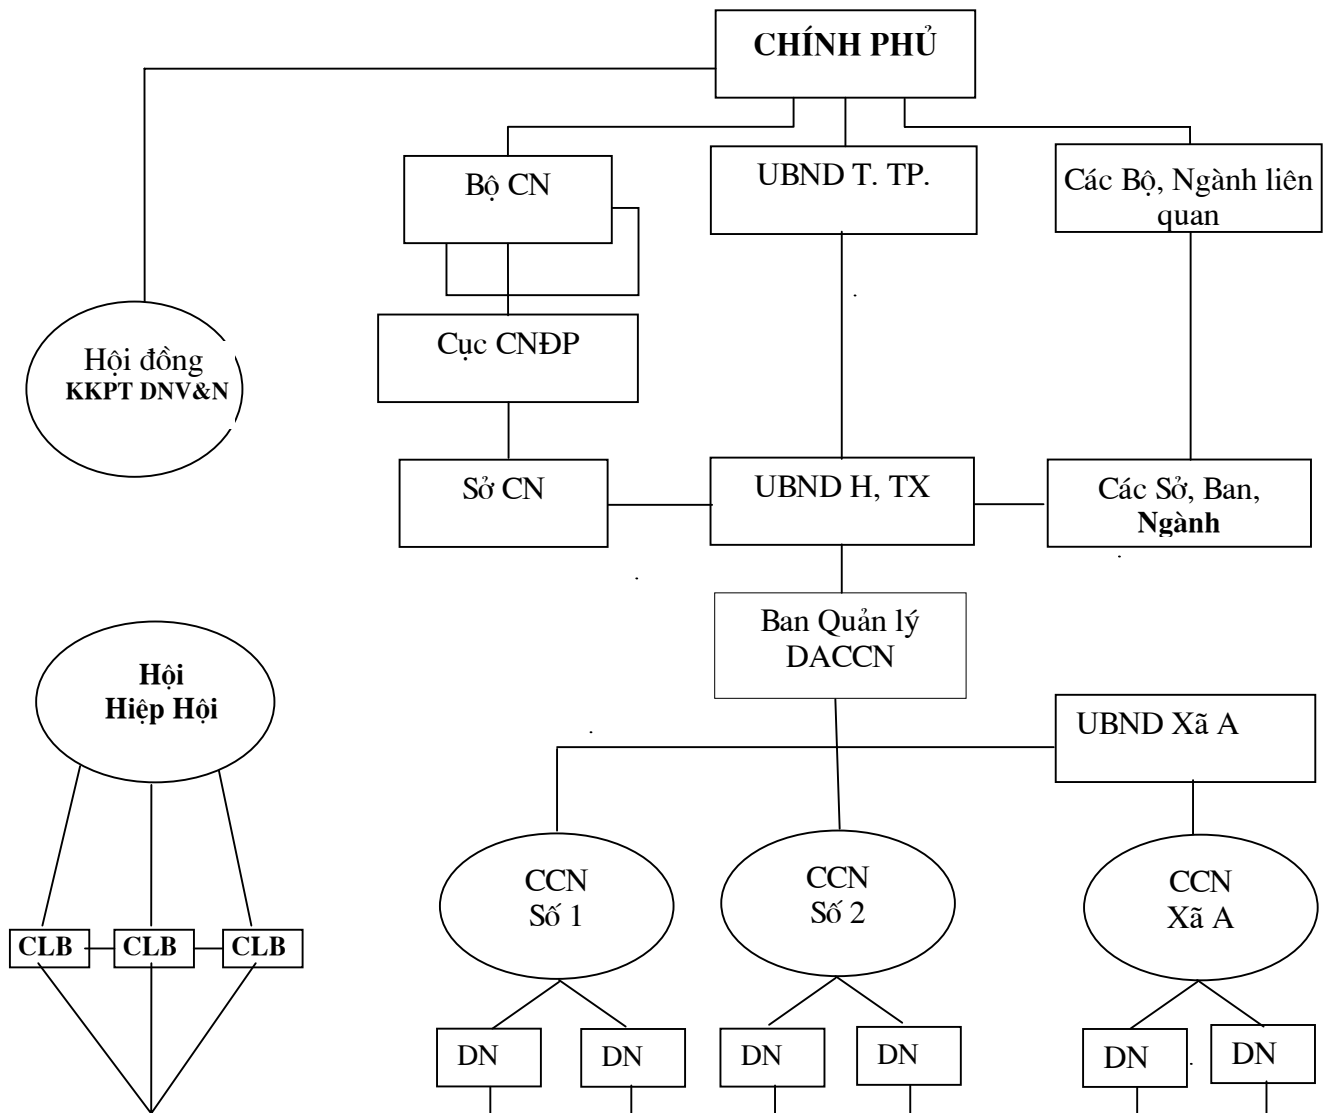 CHÍNH PHỦ
Bộ CN
UBND T. TP.
Các Bộ, Ngành liên
quan
Hội đồng
KKPT DNV&N
Cục CNĐP
Sở CN
UBND H, TX
Các Sở, Ban,
Ngành
Ban Quản lý
DACCN
Hội
Hiệp Hội
UBND Xã A
CCN
Số 1
CCN
Số 2
CCN
Xã A
CLB
CLB
CLB
DN
DN
DN
DN
DN
DN